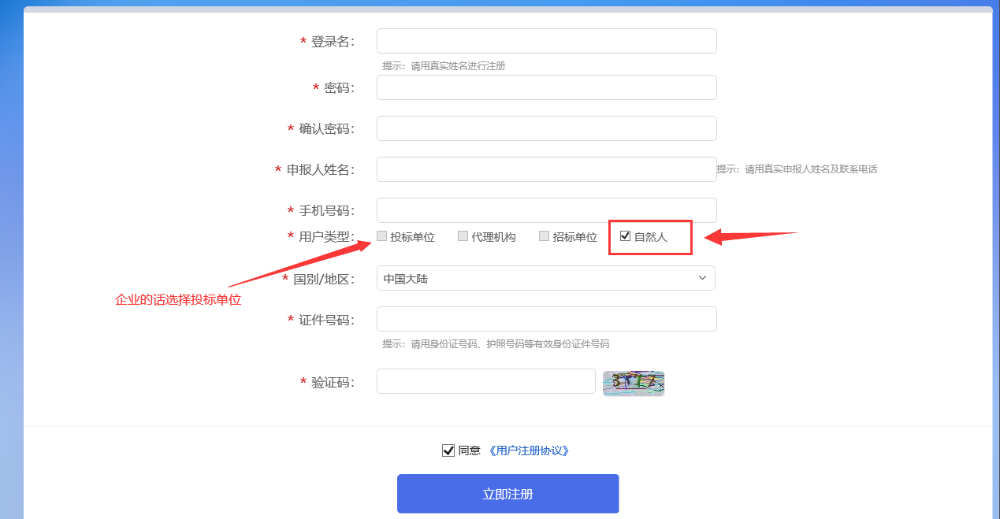 * 登录名：
提示：请用真实姓名进行注册
* 密码：
* 确认密码：
* 申报人姓名：
提示：请用真实申报人姓名及联系电话
* 手机号码：
* 用户类型： 投标单位 代理机构 招标单位 自然人
* 国别/地区： 中国大陆
企业的话选择投标单位
* 证件号码：
提示：请用身份证号码、护照号码等有效身份证件号码
* 验证码：
同意 《用户注册协议》
立即注册